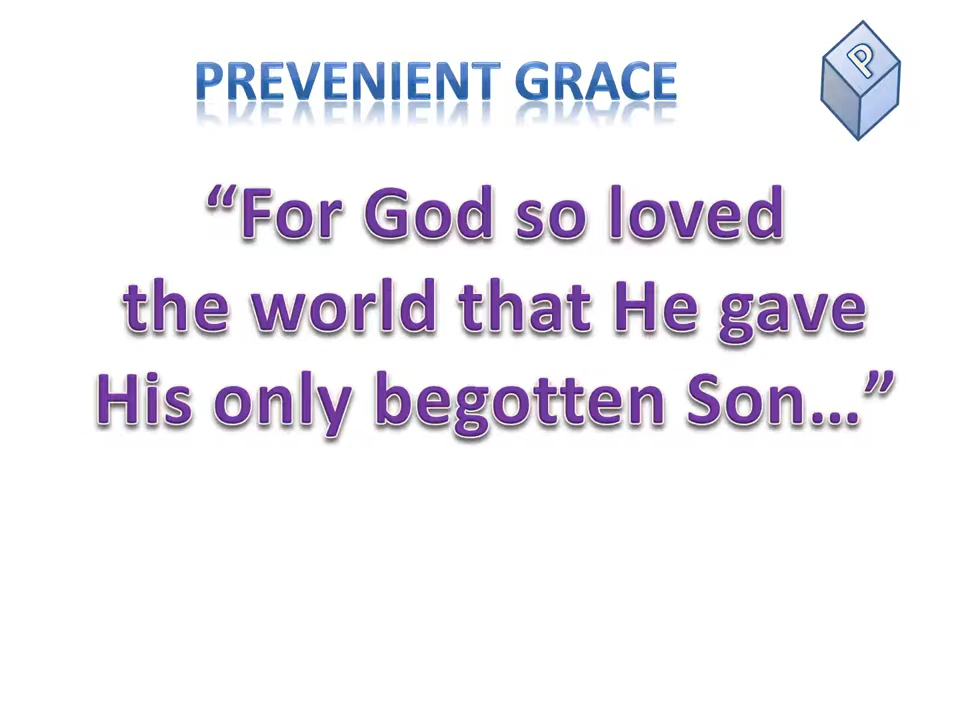 PREVENIENT GRACE
P
“For God so loved
the world that He gave
His only begotten Son…”